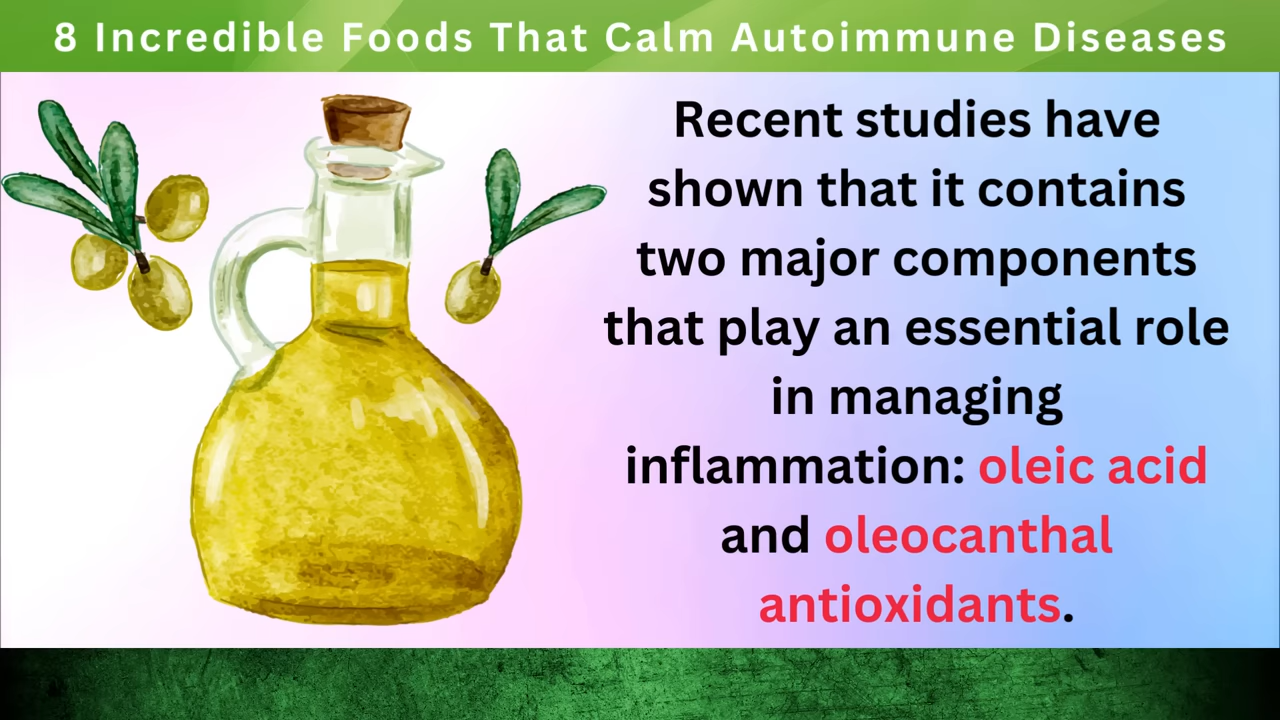 8 Incredible Foods That Calm Autoimmune Diseases
Recent studies have
shown that it contains
two major components
that play an essential role
in managing
inflammation: oleic acid
and oleocanthal
antioxidants.